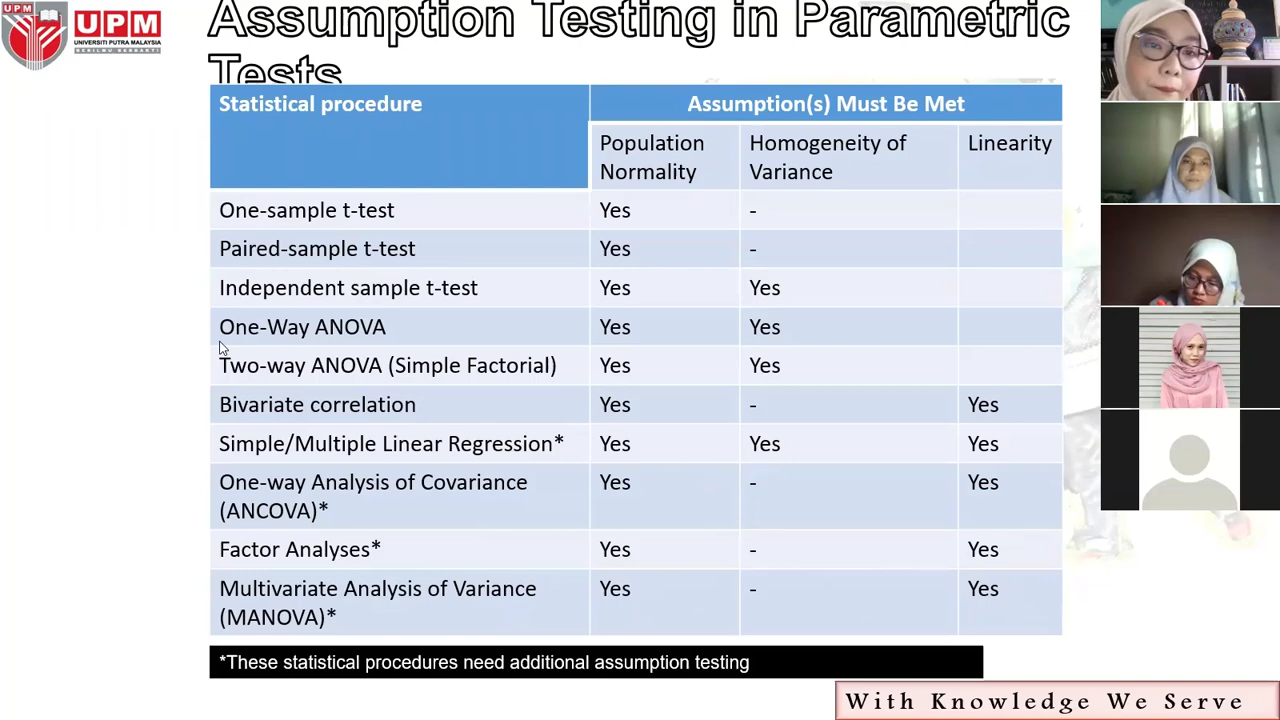 UPM
UPM
UNIVERSITI PUTRA MALAYSIA
BERILMU BERBAKTI
Assumption Testing in Parametric
Tests
Statistical procedure
Assumption(s) Must Be Met
Population Normality
Homogeneity of Variance
Linearity
One-sample t-test Yes -
Paired-sample t-test Yes -
Independent sample t-test Yes Yes
One-Way ANOVA Yes Yes
Two-way ANOVA (Simple Factorial) Yes Yes
Bivariate correlation Yes - Yes
Simple/Multiple Linear Regression* Yes Yes Yes
One-way Analysis of Covariance Yes - Yes
(ANCOVA)*
Factor Analyses* Yes - Yes
Multivariate Analysis of Variance Yes - Yes
(MANOVA)*
*These statistical procedures need additional assumption testing
With Knowledge We Serve